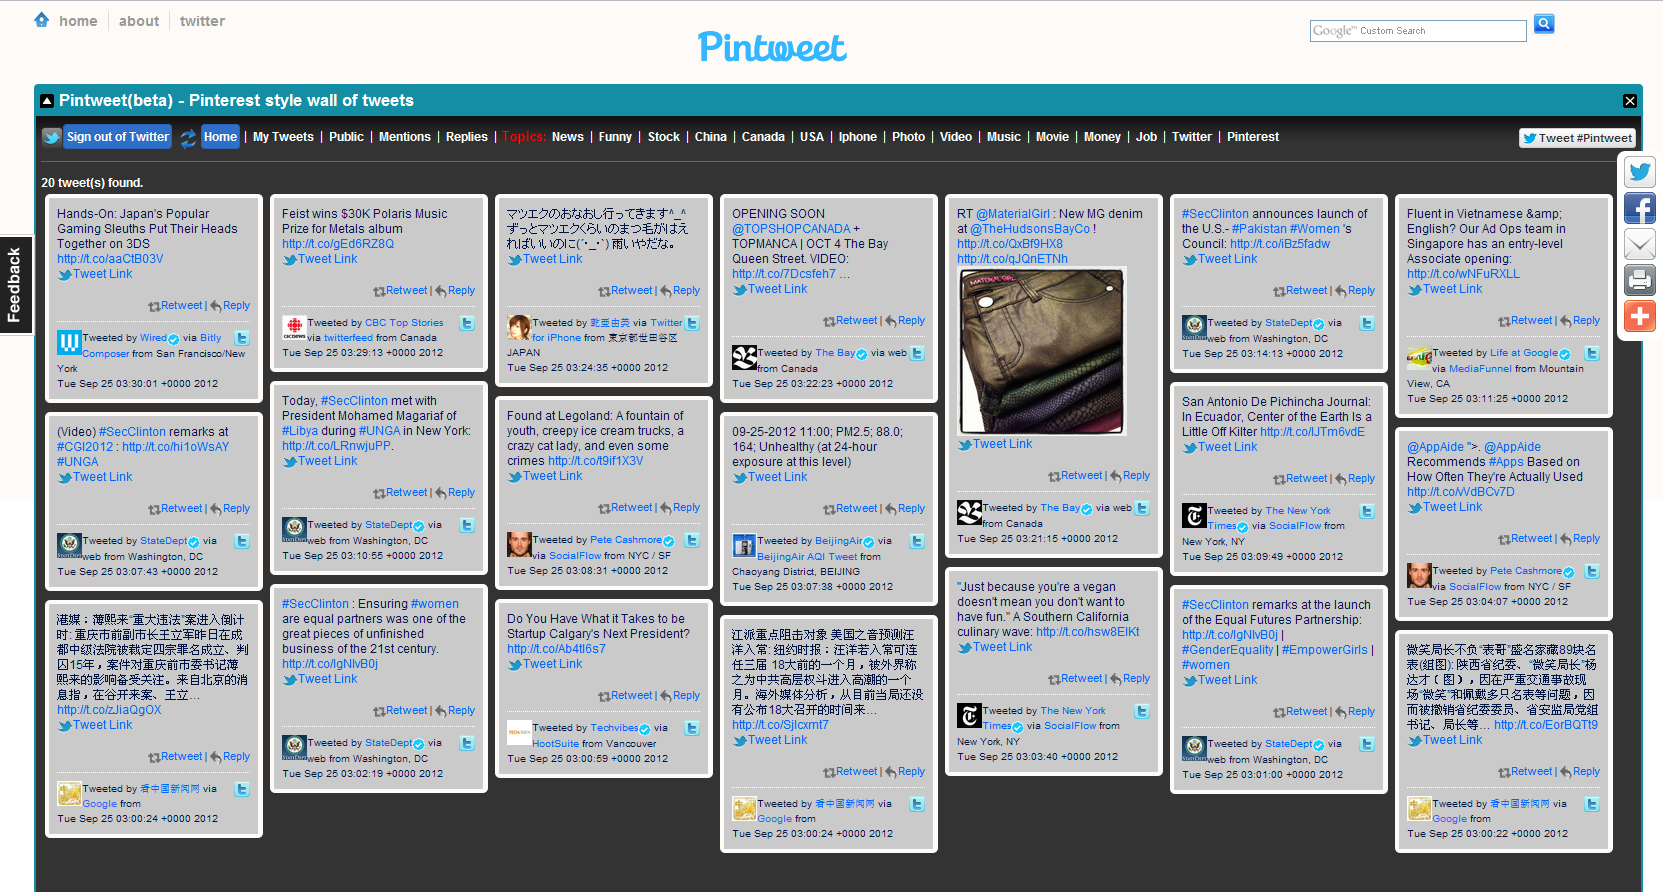 home
about
twitter
Pintweet
Google™ Custom Search
Pintweet(beta) - Pinterest style wall of tweets
Sign out of Twitter
Home | My Tweets | Public | Mentions | Replies | Topics: News | Funny | Stock | China | Canada | USA | Iphone | Photo | Video | Music | Movie | Money | Job | Twitter | Pinterest
Tweet #Pintweet
Feedback
20 tweet(s) found.
Hands-On: Japan's Popular
Gaming Sleuths Put Their Heads
Together on 3DS
http://t.co/aaCtB03V
Tweet Link
Retweet | Reply
Tweeted by Wired via Bitly
Composer from San Francisco/New
York
Tue Sep 25 03:30:01 +0000 2012
Feist wins $30K Polaris Music
Prize for Metals album
http://t.co/gEd6RZ8Q
Tweet Link
Retweet | Reply
CBCNEWS
Tweeted by CBC Top Stories
via twitterfeed from Canada
Tue Sep 25 03:29:13 +0000 2012
マツエクのおなおし行ってきます^_^
ずっとマツエクくらいのまつ毛がはえ
ればいいのに(´･_･`) 雨いやだな。
Tweet Link
Retweet | Reply
Tweeted by 乾亜由美 via Twitter
for iPhone from 東京都世田谷区
JAPAN
Tue Sep 25 03:24:35 +0000 2012
OPENING SOON
@TOPSHOPCANADA +
TOPMANCA | OCT 4 The Bay
Queen Street. VIDEO:
http://t.co/7Dcsfeh7 ...
Tweet Link
Retweet | Reply
Tweeted by The Bay via web
from Canada
Tue Sep 25 03:22:23 +0000 2012
RT @MaterialGirl : New MG denim
at @TheHudsonsBayCo !
http://t.co/QxBf9HX8
http://t.co/qJQnETNh
MATERIAL GIRL
Tweet Link
Retweet | Reply
Tweeted by The Bay via web
from Canada
Tue Sep 25 03:21:15 +0000 2012
#SecClinton announces launch of
the U.S.- #Pakistan #Women 's
Council: http://t.co/iBz5fadw
Tweet Link
Retweet | Reply
Tweeted by StateDept via
web from Washington, DC
Tue Sep 25 03:14:13 +0000 2012
Fluent in Vietnamese &amp;
English? Our Ad Ops team in
Singapore has an entry-level
Associate opening:
http://t.co/wNFuRXLL
Tweet Link
Retweet | Reply
Tweeted by Life at Google
via MediaFunnel from Mountain
View, CA
Tue Sep 25 03:11:25 +0000 2012
(Video) #SecClinton remarks at
#CGI2012 : http://t.co/hi1oWsAY
#UNGA
Tweet Link
Retweet | Reply
Tweeted by StateDept via
web from Washington, DC
Tue Sep 25 03:07:43 +0000 2012
Today, #SecClinton met with
President Mohamed Magariaf of
#Libya during #UNGA in New York:
http://t.co/LRnwjuPP.
Tweet Link
Retweet | Reply
Tweeted by StateDept via
web from Washington, DC
Tue Sep 25 03:10:55 +0000 2012
Found at Legoland: A fountain of
youth, creepy ice cream trucks, a
crazy cat lady, and even some
crimes http://t.co/t9if1X3V
Tweet Link
Retweet | Reply
Tweeted by Pete Cashmore
via SocialFlow from NYC / SF
Tue Sep 25 03:08:31 +0000 2012
09-25-2012 11:00; PM2.5; 88.0;
164; Unhealthy (at 24-hour
exposure at this level)
Tweet Link
Retweet | Reply
Tweeted by BeijingAir via
BeijingAir AQI Tweet from
Chaoyang District, BEIJING
Tue Sep 25 03:07:38 +0000 2012
"Just because you're a vegan
doesn't mean you don't want to
have fun." A Southern California
culinary wave: http://t.co/hsw8ElKt
Tweet Link
Retweet | Reply
Tweeted by The New York
Times via SocialFlow from
New York, NY
Tue Sep 25 03:03:40 +0000 2012
San Antonio De Pichincha Journal:
In Ecuador, Center of the Earth Is a
Little Off Kilter http://t.co/lJTm6vdE
Tweet Link
Retweet | Reply
Tweeted by The New York
Times via SocialFlow from
New York, NY
Tue Sep 25 03:09:49 +0000 2012
@AppAide ">. @AppAide
Recommends #Apps Based on
How Often They're Actually Used
http://t.co/vVdBCv7D
Tweet Link
Retweet | Reply
Tweeted by Pete Cashmore
via SocialFlow from NYC / SF
Tue Sep 25 03:04:07 +0000 2012
港媒：薄熙来“重大违法”案进入倒计
时: 重庆市前副市长王立军昨日在成
都中级法院被裁定四宗罪名成立、判
囚15年，案件对重庆前市委书记薄
熙来的影响备受关注。来自北京的消
息指，在谷开来案、王立...
http://t.co/zJiaQgOX
Tweet Link
Retweet | Reply
Tweeted by 看中国新闻网 via
Google from
Tue Sep 25 03:00:24 +0000 2012
#SecClinton : Ensuring #women
are equal partners was one of the
great pieces of unfinished
business of the 21st century.
http://t.co/IgNlvB0j
Tweet Link
Retweet | Reply
Tweeted by StateDept via
web from Washington, DC
Tue Sep 25 03:02:19 +0000 2012
Do You Have What it Takes to be
Startup Calgary's Next President?
http://t.co/Ab4tl6s7
Tweet Link
Retweet | Reply
Tweeted by Techvibes via
HootSuite from Vancouver
Tue Sep 25 03:00:59 +0000 2012
江派重点阻击对象 美国之音预测汪
洋入常: 纽约时报：汪洋若入常可连
任三届 18大前的一个月，被外界称
之为中共高层权斗进入高潮的一个
月。海外媒体分析，从目前当局还没
有公布18大召开的时间来...
http://t.co/SjIcxmt7
Tweet Link
Retweet | Reply
Tweeted by 看中国新闻网 via
Google from
Tue Sep 25 03:00:24 +0000 2012
#SecClinton remarks at the launch
of the Equal Futures Partnership:
http://t.co/IgNlvB0j |
#GenderEquality | #EmpowerGirls |
#women
Tweet Link
Retweet | Reply
Tweeted by StateDept via
web from Washington, DC
Tue Sep 25 03:01:00 +0000 2012
微笑局长不负“表哥”盛名家藏89块名
表(组图): 陕西省纪委、“微笑局长”杨
达才（图），因在严重交通事故现
场“微笑”和佩戴多只名表等问题，因
而被撤销省纪委委员、省安监局党组
书记、局长等... http://t.co/EorBQTt9
Tweet Link
Retweet | Reply
Tweeted by 看中国新闻网 via
Google from
Tue Sep 25 03:00:22 +0000 2012